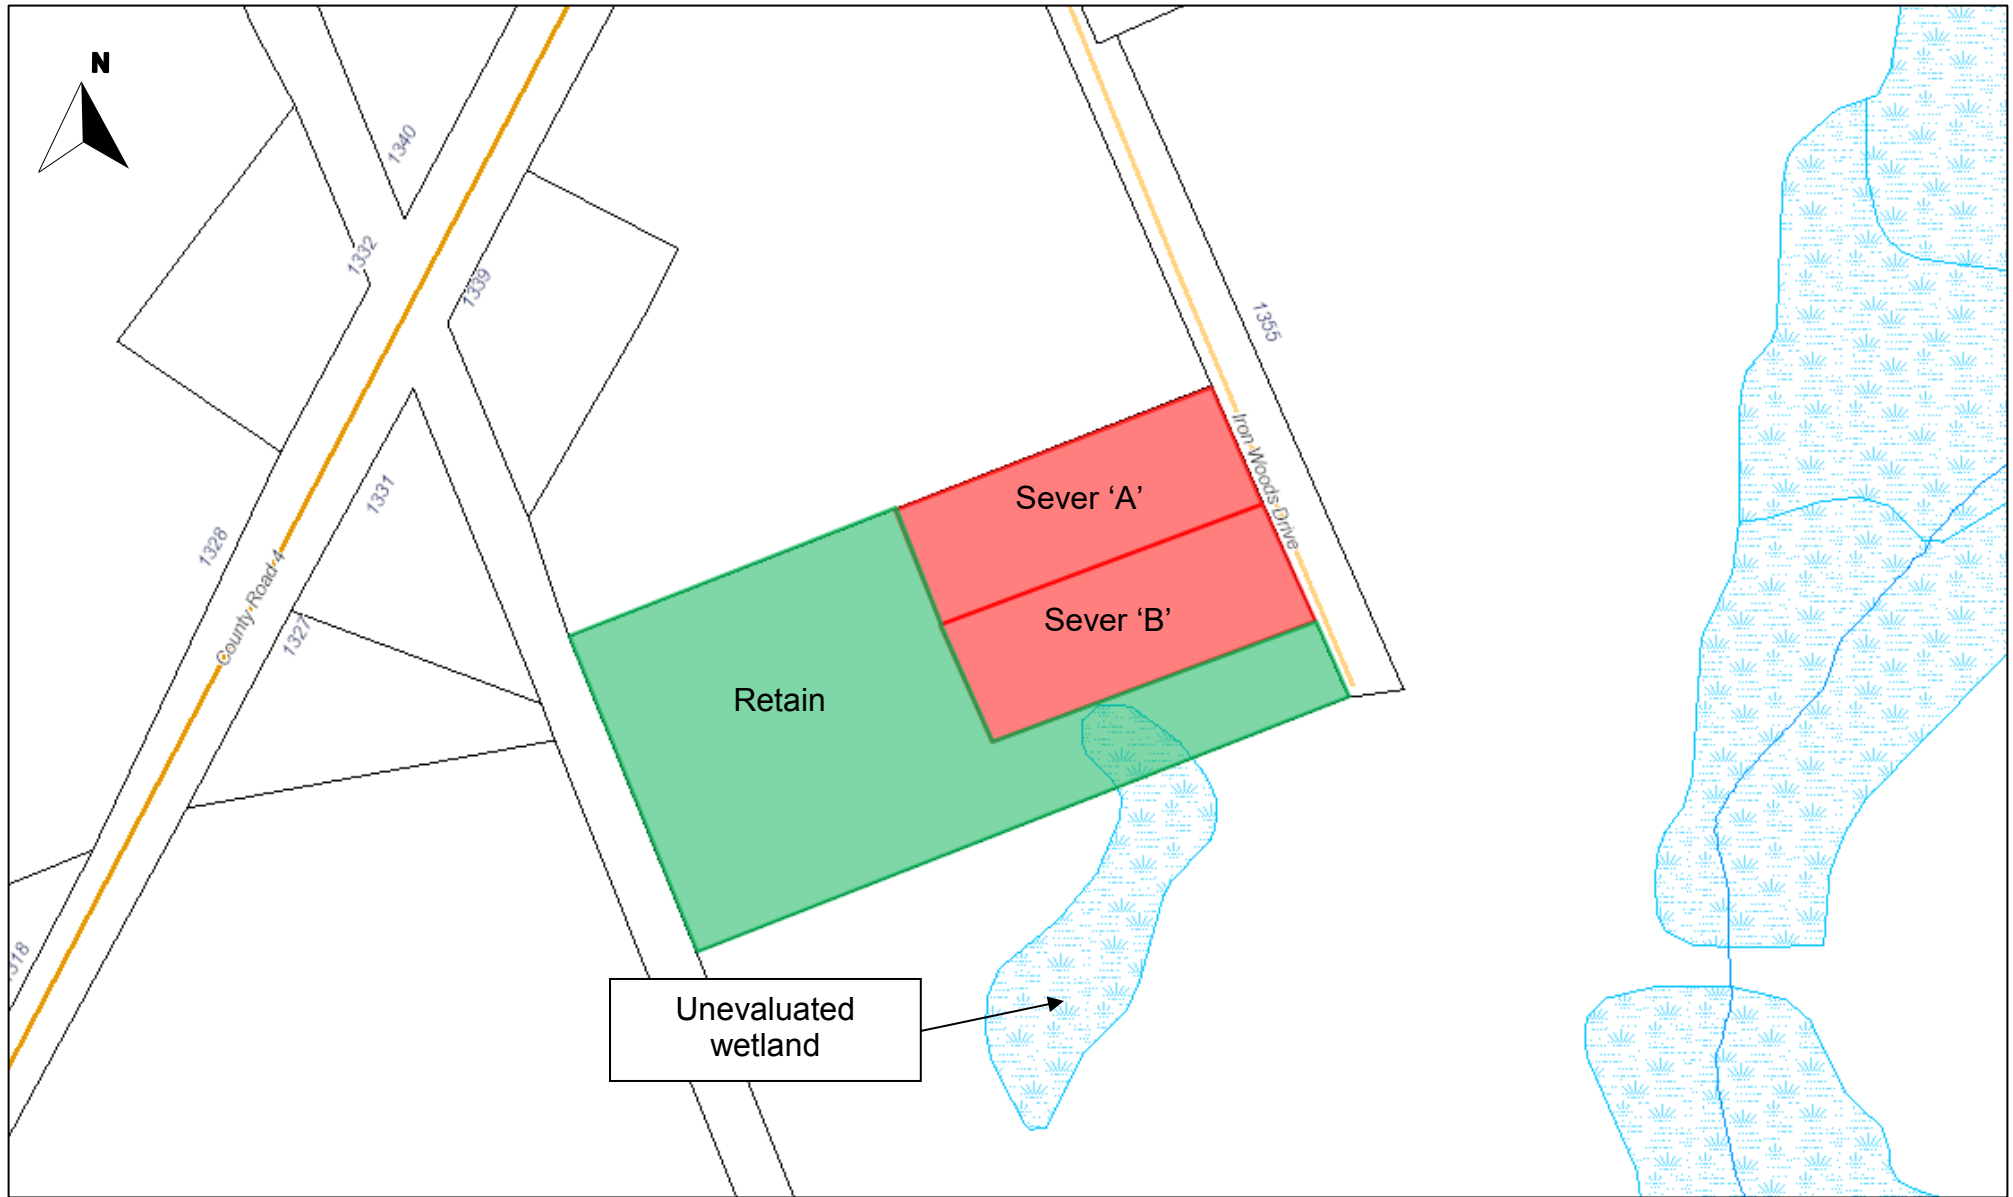 N
1340
1332
1339
1355
Iron Woods Drive
Sever ‘A’
1331
1328
County Road 4
Sever ‘B’
1327
Retain
318
Unevaluated
wetland